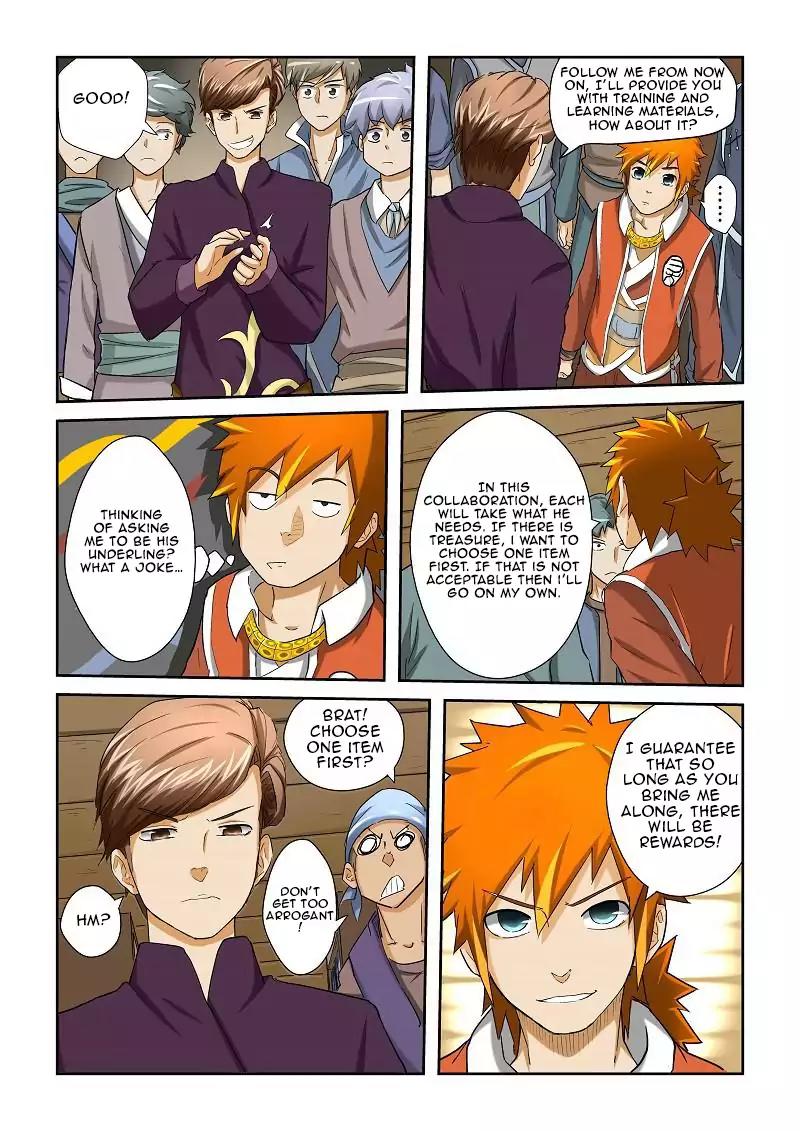 GOOD!
FOLLOW ME FROM NOW
ON, I'LL PROVIDE YOU
WITH TRAINING AND
LEARNING MATERIALS,
HOW ABOUT IT?
......
THINKING
OF ASKING
ME TO BE HIS
UNDERLING?
WHAT A JOKE...
IN THIS
COLLABORATION, EACH
WILL TAKE WHAT HE
NEEDS. IF THERE IS
TREASURE, I WANT TO
CHOOSE ONE ITEM
FIRST. IF THAT IS NOT
ACCEPTABLE THEN I'LL
GO ON MY OWN.
BRAT!
CHOOSE
ONE ITEM
FIRST?
HM?
DON'T
GET TOO
ARROGANT
!
I GUARANTEE
THAT SO
LONG AS YOU
BRING ME
ALONG, THERE
WILL BE
REWARDS!